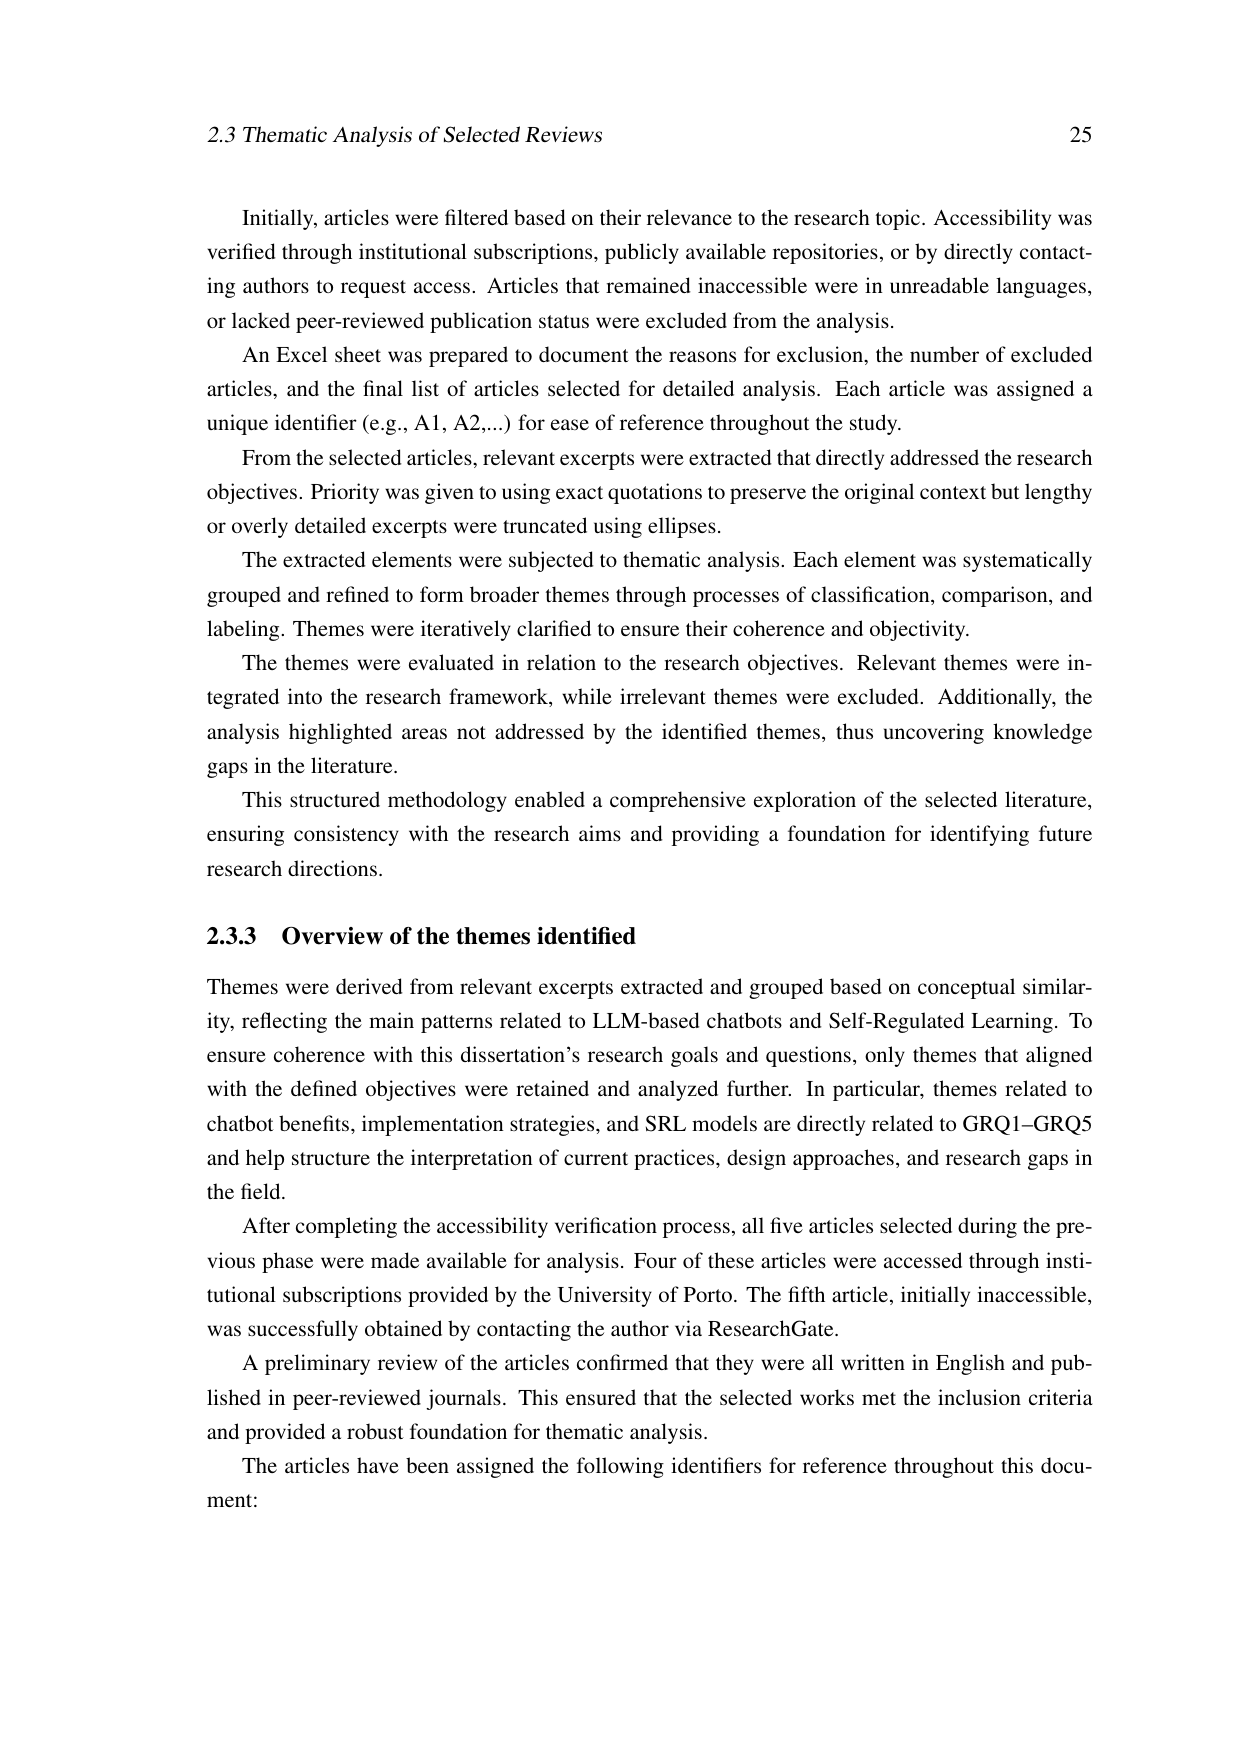 2.3 Thematic Analysis of Selected Reviews 25
Initially, articles were filtered based on their relevance to the research topic. Accessibility was
verified through institutional subscriptions, publicly available repositories, or by directly contact-
ing authors to request access. Articles that remained inaccessible were in unreadable languages,
or lacked peer-reviewed publication status were excluded from the analysis.
An Excel sheet was prepared to document the reasons for exclusion, the number of excluded
articles, and the final list of articles selected for detailed analysis. Each article was assigned a
unique identifier (e.g., A1, A2,...) for ease of reference throughout the study.
From the selected articles, relevant excerpts were extracted that directly addressed the research
objectives. Priority was given to using exact quotations to preserve the original context but lengthy
or overly detailed excerpts were truncated using ellipses.
The extracted elements were subjected to thematic analysis. Each element was systematically
grouped and refined to form broader themes through processes of classification, comparison, and
labeling. Themes were iteratively clarified to ensure their coherence and objectivity.
The themes were evaluated in relation to the research objectives. Relevant themes were in-
tegrated into the research framework, while irrelevant themes were excluded. Additionally, the
analysis highlighted areas not addressed by the identified themes, thus uncovering knowledge
gaps in the literature.
This structured methodology enabled a comprehensive exploration of the selected literature,
ensuring consistency with the research aims and providing a foundation for identifying future
research directions.
2.3.3 Overview of the themes identified
Themes were derived from relevant excerpts extracted and grouped based on conceptual similar-
ity, reflecting the main patterns related to LLM-based chatbots and Self-Regulated Learning. To
ensure coherence with this dissertation's research goals and questions, only themes that aligned
with the defined objectives were retained and analyzed further. In particular, themes related to
chatbot benefits, implementation strategies, and SRL models are directly related to GRQ1–GRQ5
and help structure the interpretation of current practices, design approaches, and research gaps in
the field.
After completing the accessibility verification process, all five articles selected during the pre-
vious phase were made available for analysis. Four of these articles were accessed through insti-
tutional subscriptions provided by the University of Porto. The fifth article, initially inaccessible,
was successfully obtained by contacting the author via ResearchGate.
A preliminary review of the articles confirmed that they were all written in English and pub-
lished in peer-reviewed journals. This ensured that the selected works met the inclusion criteria
and provided a robust foundation for thematic analysis.
The articles have been assigned the following identifiers for reference throughout this docu-
ment: